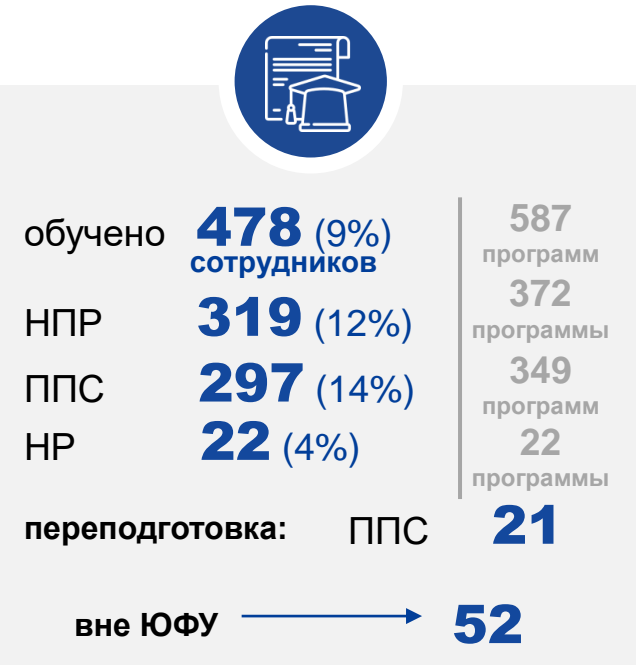 обучено 478 (9%) 587
сотрудников программ
НПР 319 (12%) 372
программы
ППС 297 (14%) 349
программ
НР 22 (4%) 22
программы
переподготовка: ППС 21
вне ЮФУ 52